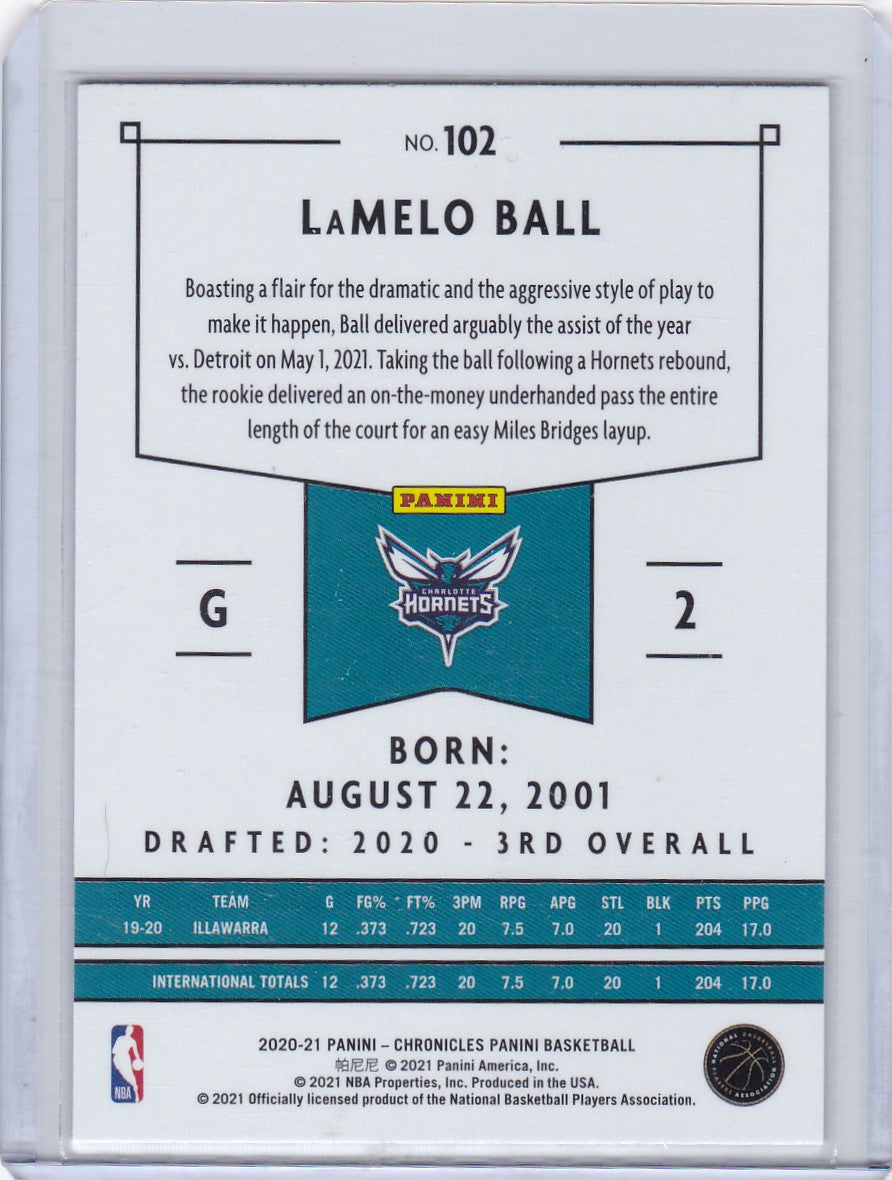 NO. 102
LaMELO BALL
Boasting a flair for the dramatic and the aggressive style of play to
make it happen, Ball delivered arguably the assist of the year
vs. Detroit on May 1, 2021. Taking the ball following a Hornets rebound,
the rookie delivered an on-the-money underhanded pass the entire
length of the court for an easy Miles Bridges layup.
PANINI
CHARLOTTE
HORNETS
G
2
BORN:
AUGUST 22, 2001
DRAFTED: 2020 - 3RD OVERALL
YR TEAM G FG% FT% 3PM RPG APG STL BLK PTS PPG
19-20 ILLAWARRA 12 .373 .723 20 7.5 7.0 20 1 204 17.0
INTERNATIONAL TOTALS 12 .373 .723 20 7.5 7.0 20 1 204 17.0
2020-21 PANINI – CHRONICLES PANINI BASKETBALL
帕尼尼 © 2021 Panini America, Inc.
© 2021 NBA Properties, Inc. Produced in the USA.
© 2021 Officially licensed product of the National Basketball Players Association.
NBA
NATIONAL BASKETBALL
PLAYERS ASSOCIATION